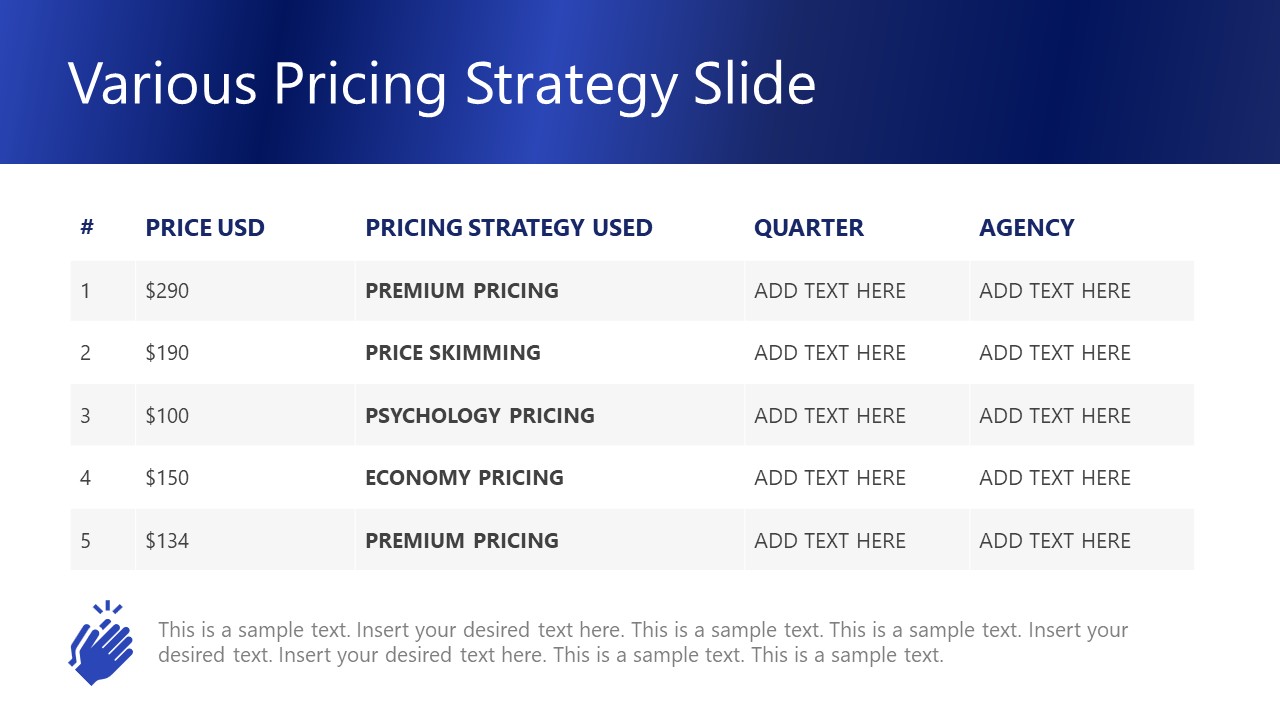 Various Pricing Strategy Slide
# PRICE USD PRICING STRATEGY USED QUARTER AGENCY
1 $290 PREMIUM PRICING ADD TEXT HERE ADD TEXT HERE
2 $190 PRICE SKIMMING ADD TEXT HERE ADD TEXT HERE
3 $100 PSYCHOLOGY PRICING ADD TEXT HERE ADD TEXT HERE
4 $150 ECONOMY PRICING ADD TEXT HERE ADD TEXT HERE
5 $134 PREMIUM PRICING ADD TEXT HERE ADD TEXT HERE
This is a sample text. Insert your desired text here. This is a sample text. This is a sample text. Insert your
desired text. Insert your desired text here. This is a sample text. This is a sample text.